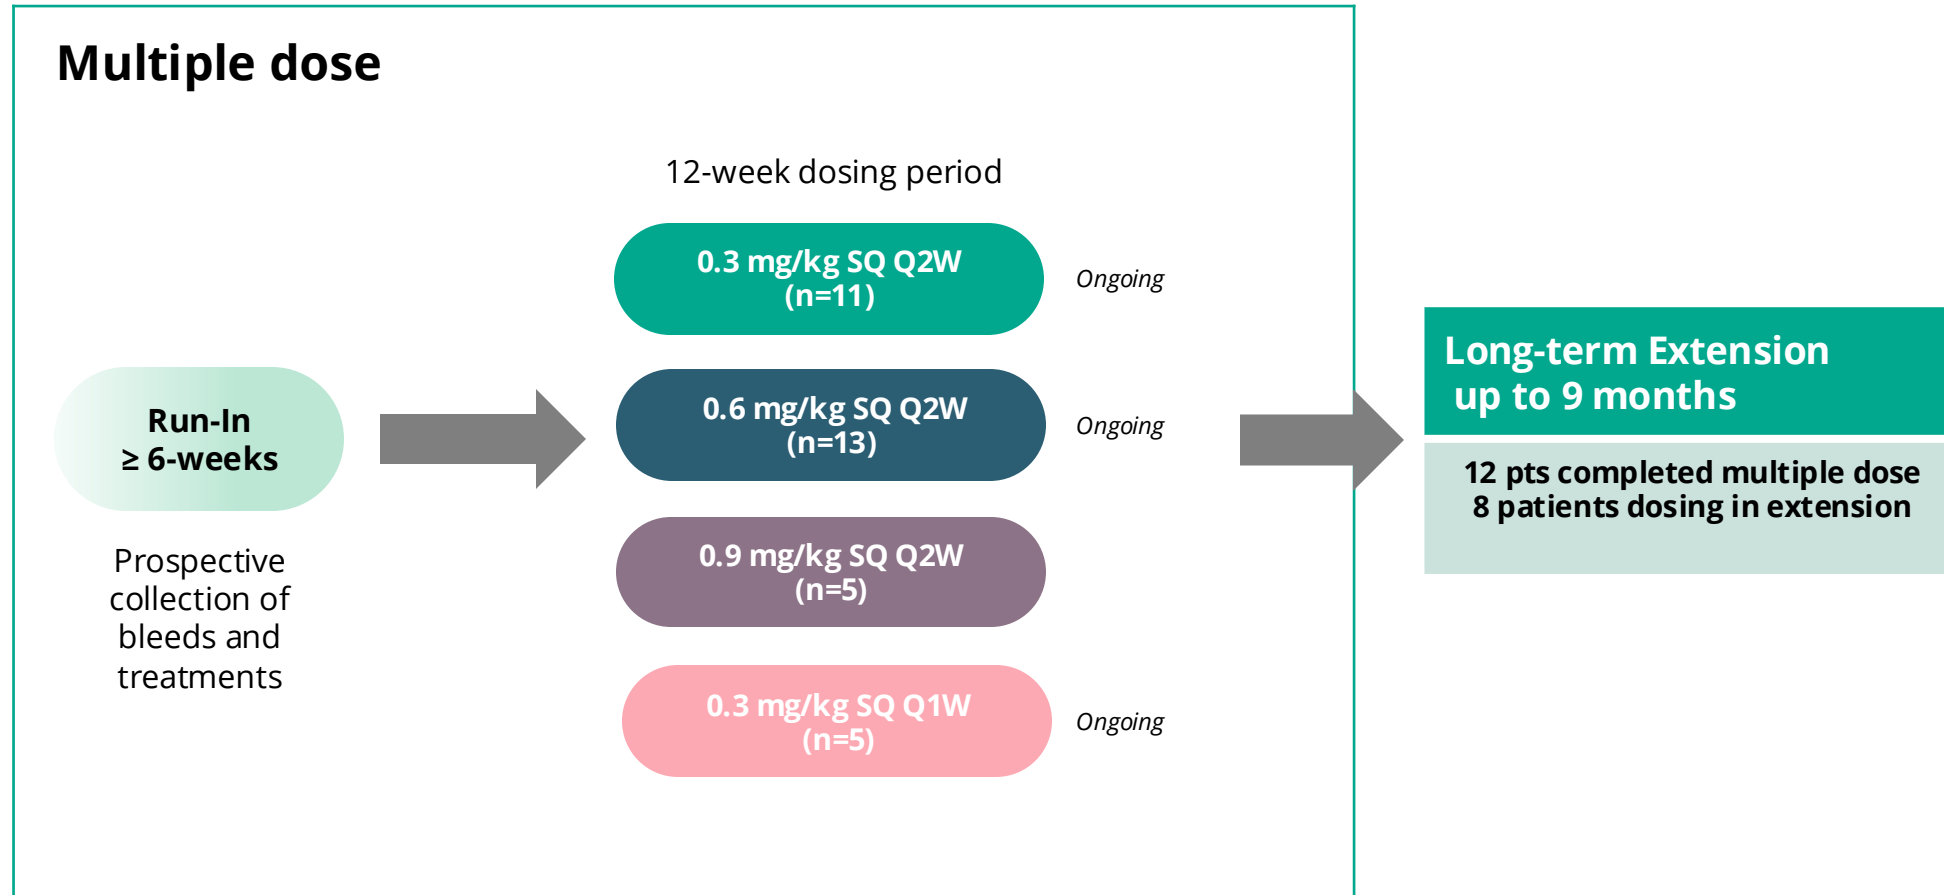 Multiple dose
12-week dosing period
Run-In
≥ 6-weeks
Prospective
collection of
bleeds and
treatments
0.3 mg/kg SQ Q2W
(n=11)
Ongoing
0.6 mg/kg SQ Q2W
(n=13)
Ongoing
0.9 mg/kg SQ Q2W
(n=5)
0.3 mg/kg SQ Q1W
(n=5)
Ongoing
Long-term Extension
up to 9 months
12 pts completed multiple dose
8 patients dosing in extension